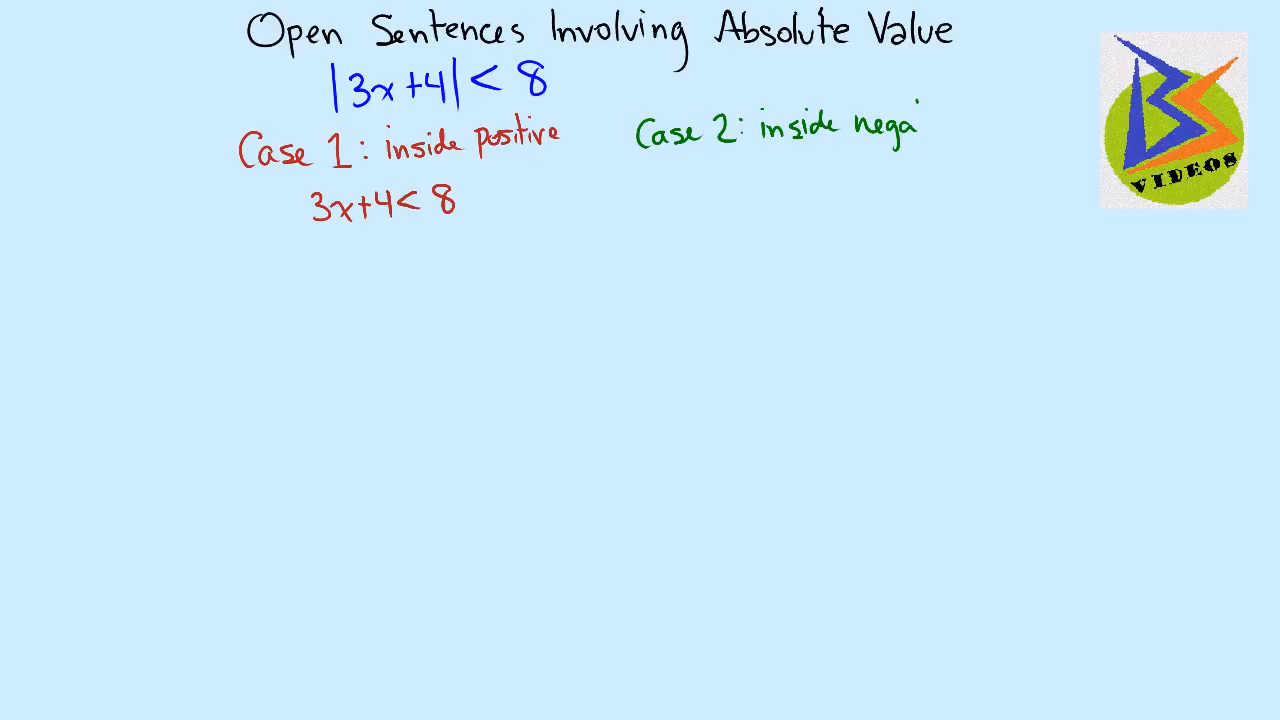 Open Sentences Involving Absolute Value
|3x+4| < 8
Case 1: inside positive
3x+4 < 8
Case 2: inside nega
VIDEOS